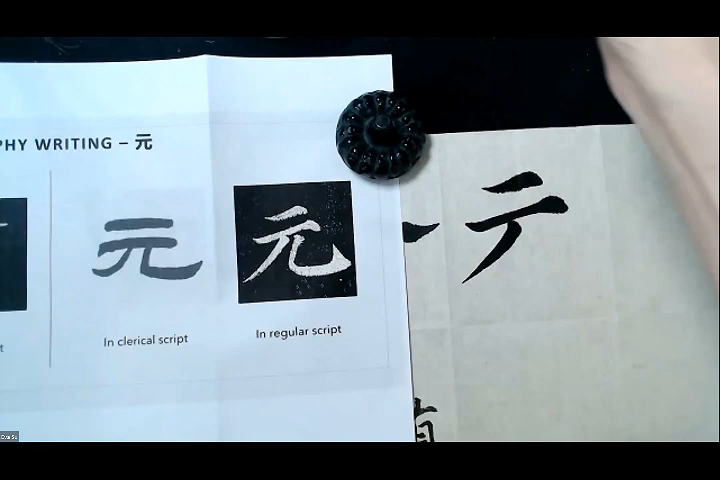 PHY WRITING – 元
元 元
In clerical script In regular script